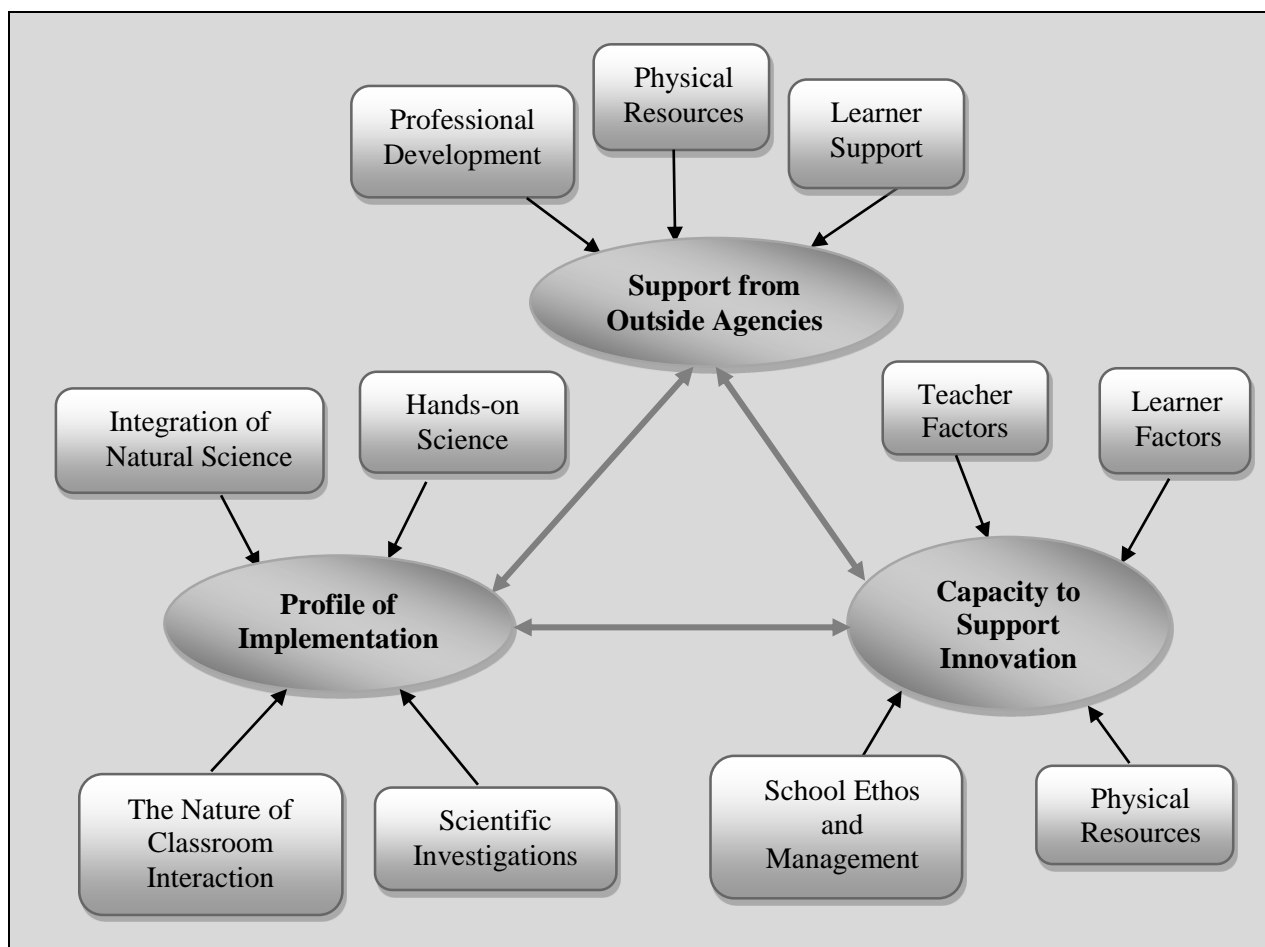 Professional
Development
Physical
Resources
Learner
Support
Support from
Outside Agencies
Integration of
Natural Science
Hands-on
Science
Teacher
Factors
Learner
Factors
Profile of
Implementation
Capacity to
Support
Innovation
The Nature of
Classroom
Interaction
Scientific
Investigations
School Ethos
and
Management
Physical
Resources